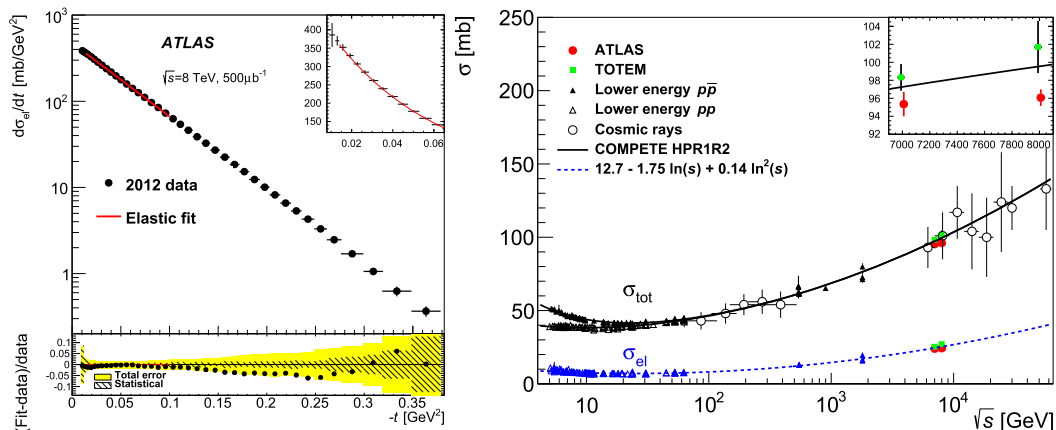 ATLAS
√s=8 TeV, 500μb⁻¹
dσ_el/dt [mb/GeV²]
10³
10²
10
1
2012 data
Elastic fit
400
350
300
250
200
150
0.02
0.04
0.06
(Fit-data)/data
0.1
0.05
0
-0.05
-0.1
Total error
Statistical
0
0.05
0.1
0.15
0.2
0.25
0.3
0.35
-t [GeV²]
σ [mb]
250
200
150
100
50
0
ATLAS
TOTEM
Lower energy pp̅
Lower energy pp
Cosmic rays
COMPETE HPR1R2
12.7 - 1.75 ln(s) + 0.14 ln²(s)
104
102
100
98
96
94
92
7000
7200
7400
7600
7800
8000
σ_tot
σ_el
10
10²
10³
10⁴
√s [GeV]